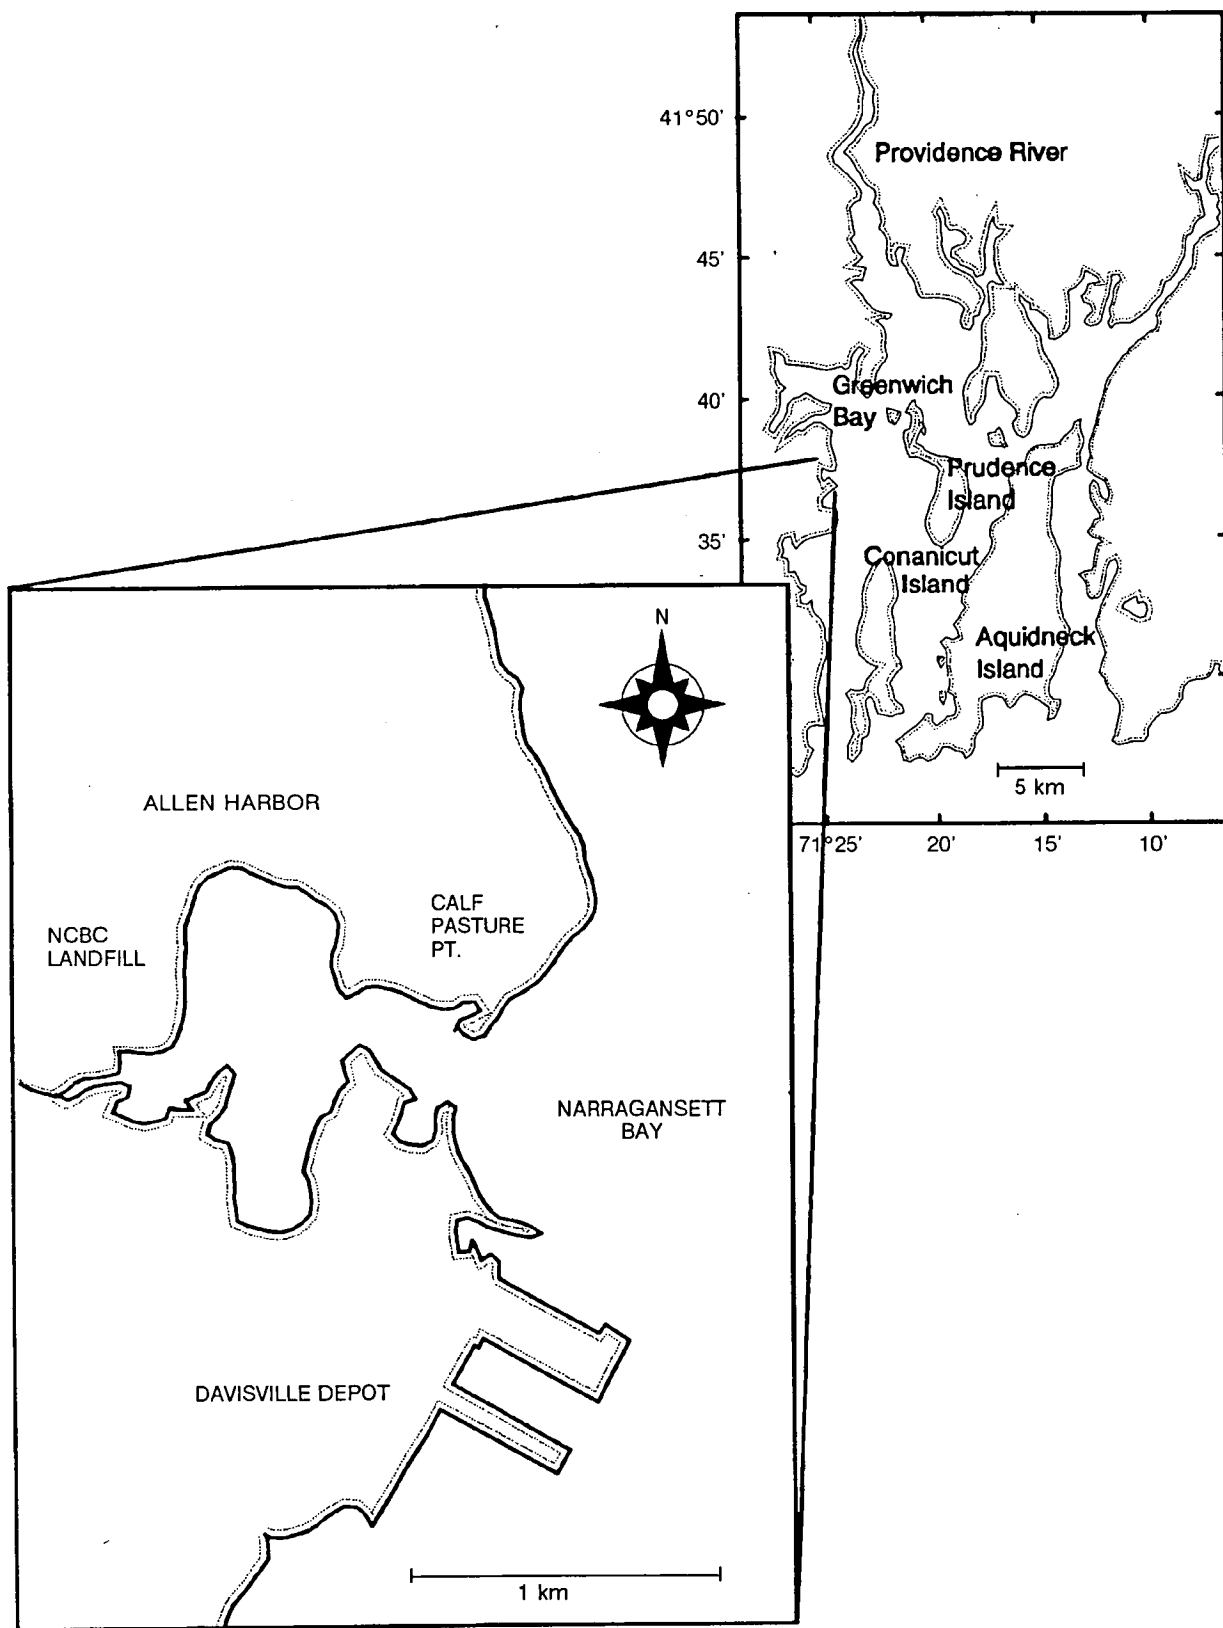 41°50'
Providence River
45'
40'
Greenwich
Bay
Prudence
Island
35'
Conanicut
Island
Aquidneck
Island
5 km
71°25'
20'
15'
10'
N
ALLEN HARBOR
CALF
PASTURE
PT.
NCBC
LANDFILL
NARRAGANSETT
BAY
DAVISVILLE DEPOT
1 km